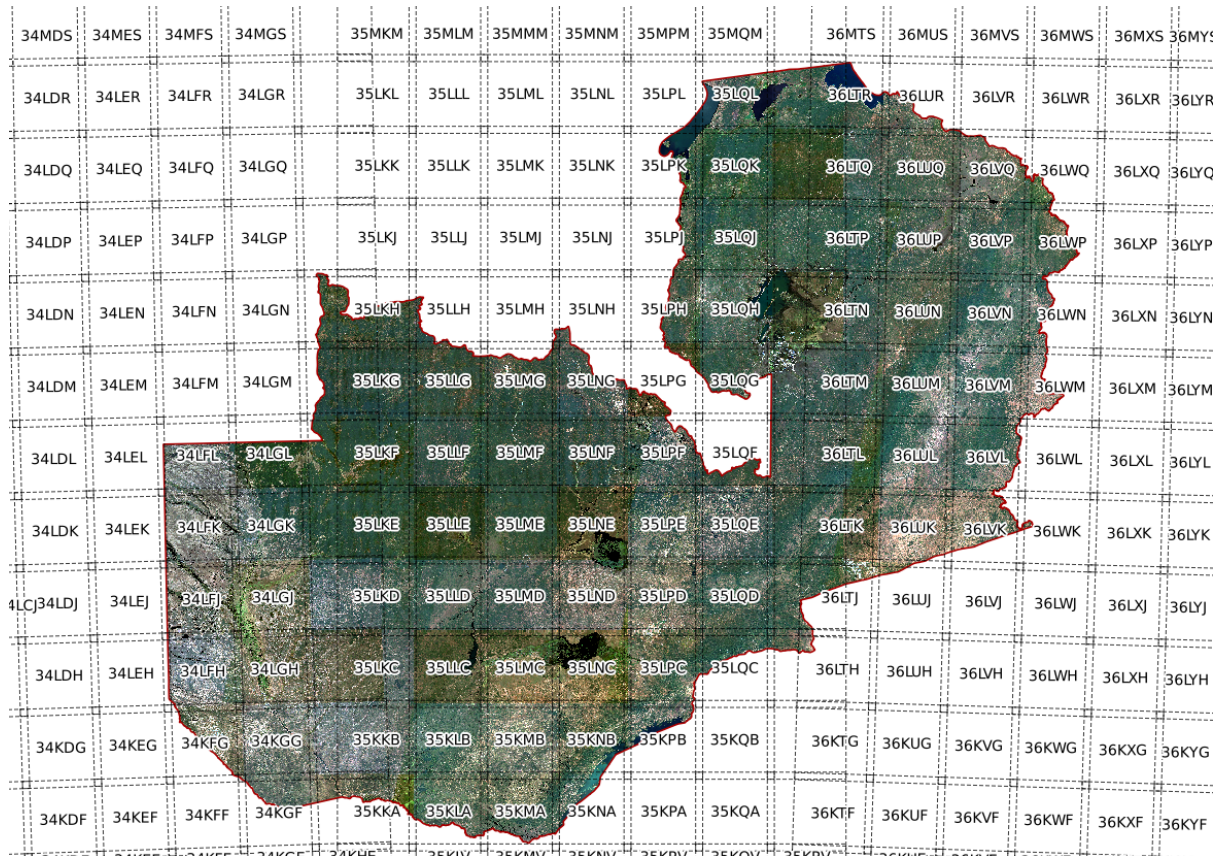 34MDS 34MES 34MFS 34MGS 35MKM 35MLM 35MMM 35MNM 35MPM 35MQM 36MTS 36MUS 36MVS 36MWS 36MXS 36MYS
34LDR 34LER 34LFR 34LGR 35LKL 35LLL 35LML 35LNL 35LPL 35LQL 36LTR 36LUR 36LVR 36LWR 36LXR 36LYR
34LDQ 34LEQ 34LFQ 34LGQ 35LKK 35LLK 35LMK 35LNK 35LPK 35LQK 36LTQ 36LUQ 36LVQ 36LWQ 36LXQ 36LYQ
34LDP 34LEP 34LFP 34LGP 35LKJ 35LLJ 35LMJ 35LNJ 35LPJ 35LQJ 36LTP 36LUP 36LVP 36LWP 36LXP 36LYP
34LDN 34LEN 34LFN 34LGN 35LKH 35LLH 35LMH 35LNH 35LPH 35LQH 36LTN 36LUN 36LVN 36LWN 36LXN 36LYN
34LDM 34LEM 34LFM 34LGM 35LKG 35LLG 35LMG 35LNG 35LPG 35LQG 36LTM 36LUM 36LVM 36LWM 36LXM 36LYM
34LDL 34LEL 34LFL 34LGL 35LKF 35LLF 35LMF 35LNF 35LPF 35LQF 36LTL 36LUL 36LVL 36LWL 36LXL 36LYL
34LDK 34LEK 34LFK 34LGK 35LKE 35LLE 35LME 35LNE 35LPE 35LQE 36LTK 36LUK 36LVK 36LWK 36LXK 36LYK
4LCJ 34LDJ 34LEJ 34LFJ 34LGJ 35LKD 35LLD 35LMD 35LND 35LPD 35LQD 36LTJ 36LUJ 36LVJ 36LWJ 36LXJ 36LYJ
34LDH 34LEH 34LFH 34LGH 35LKC 35LLC 35LMC 35LNC 35LPC 35LQC 36LTH 36LUH 36LVH 36LWH 36LXH 36LYH
34KDG 34KEG 34KFG 34KGG 35KKB 35KLB 35KMB 35KNB 35KPB 35KQB 36KTG 36KUG 36KVG 36KWG 36KXG 36KYG
34KDF 34KEF 34KFF 34KGF 35KKA 35KLA 35KMA 35KNA 35KPA 35KQA 36KTF 36KUF 36KVF 36KWF 36KXF 36KYF